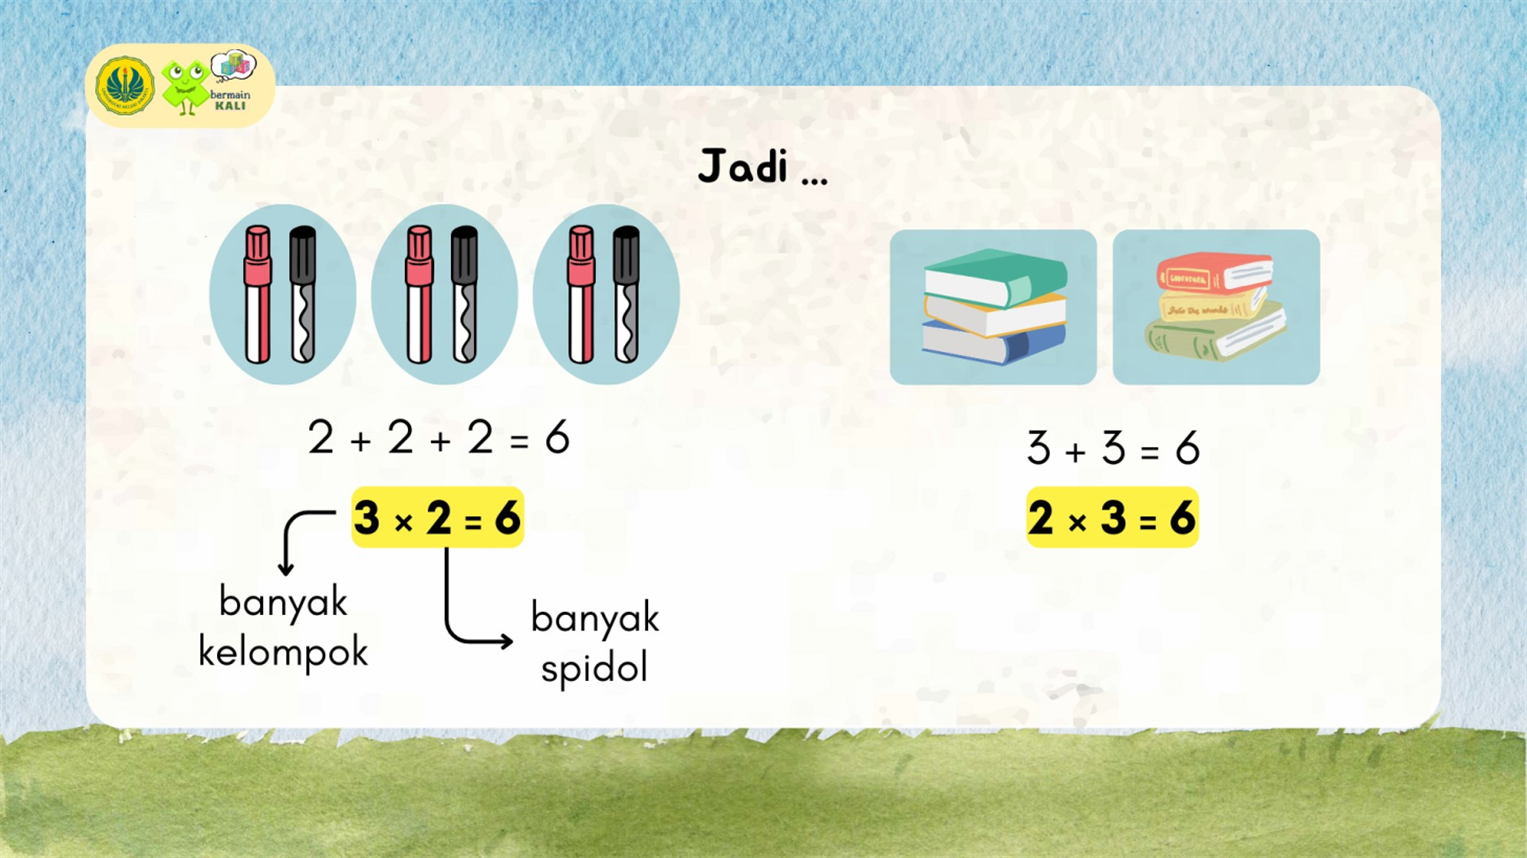 bermain
KALI
Jadi ...
2 + 2 + 2 = 6
3 × 2 = 6
banyak
kelompok
banyak
spidol
3 + 3 = 6
2 × 3 = 6